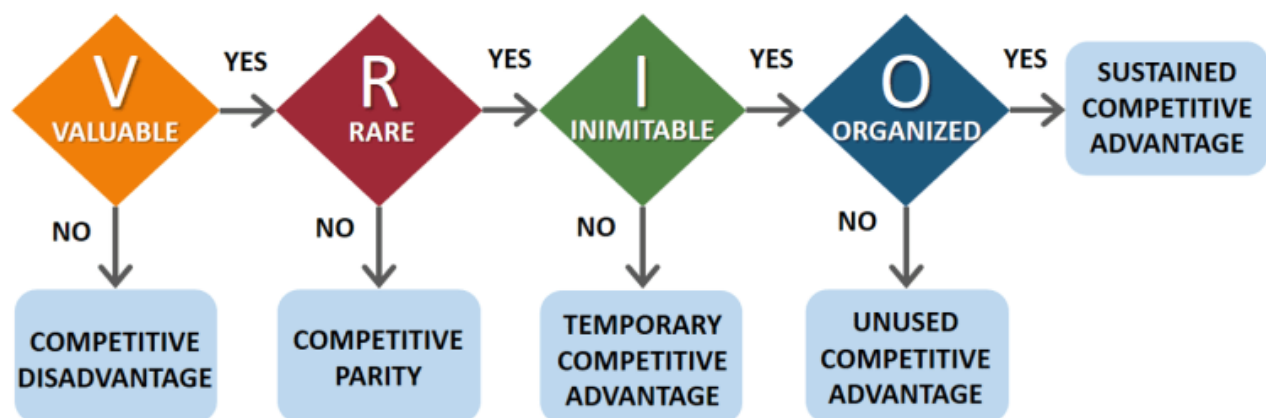 V
VALUABLE
YES
R
RARE
YES
I
INIMITABLE
YES
O
ORGANIZED
YES
SUSTAINED
COMPETITIVE
ADVANTAGE
NO
NO
NO
NO
COMPETITIVE
DISADVANTAGE
COMPETITIVE
PARITY
TEMPORARY
COMPETITIVE
ADVANTAGE
UNUSED
COMPETITIVE
ADVANTAGE